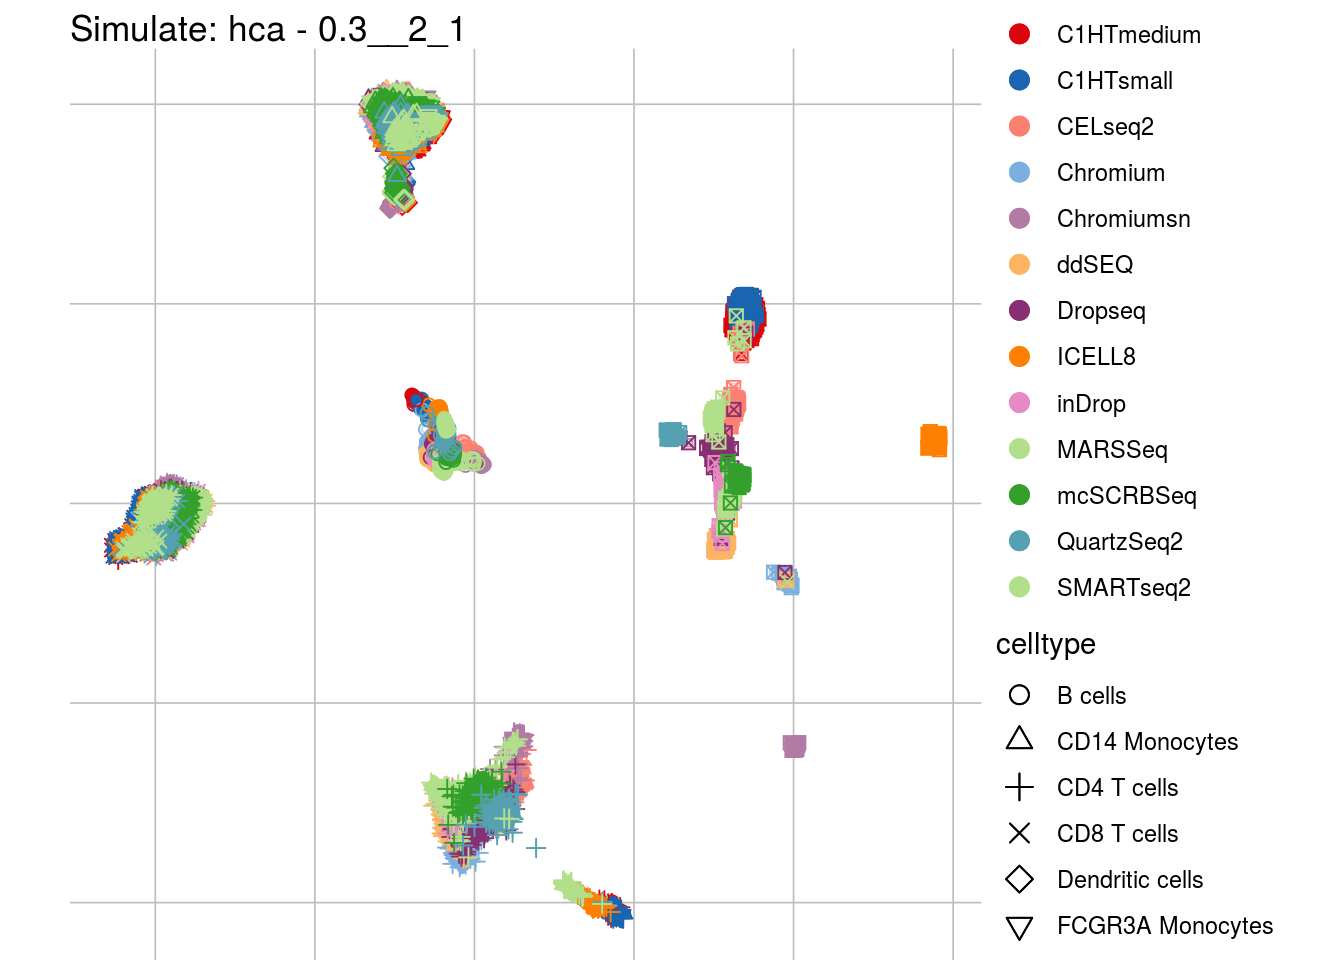 Simulate: hca - 0.3__2_1
C1HTmedium
C1HTsmall
CELseq2
Chromium
Chromiumsn
ddSEQ
Dropseq
ICELL8
inDrop
MARSSeq
mcSCRBSeq
QuartzSeq2
SMARTseq2
celltype
B cells
CD14 Monocytes
CD4 T cells
CD8 T cells
Dendritic cells
FCGR3A Monocytes